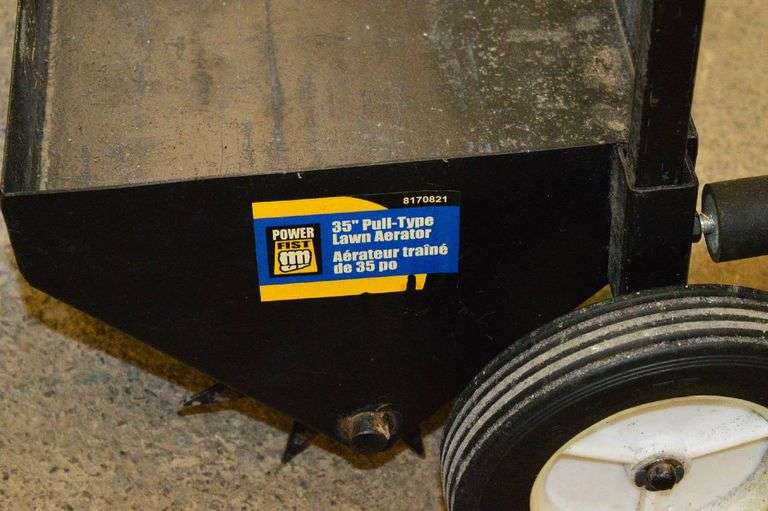 8170821
POWER
FIST
35" Pull-Type
Lawn Aerator
Aérateur traîné
de 35 po